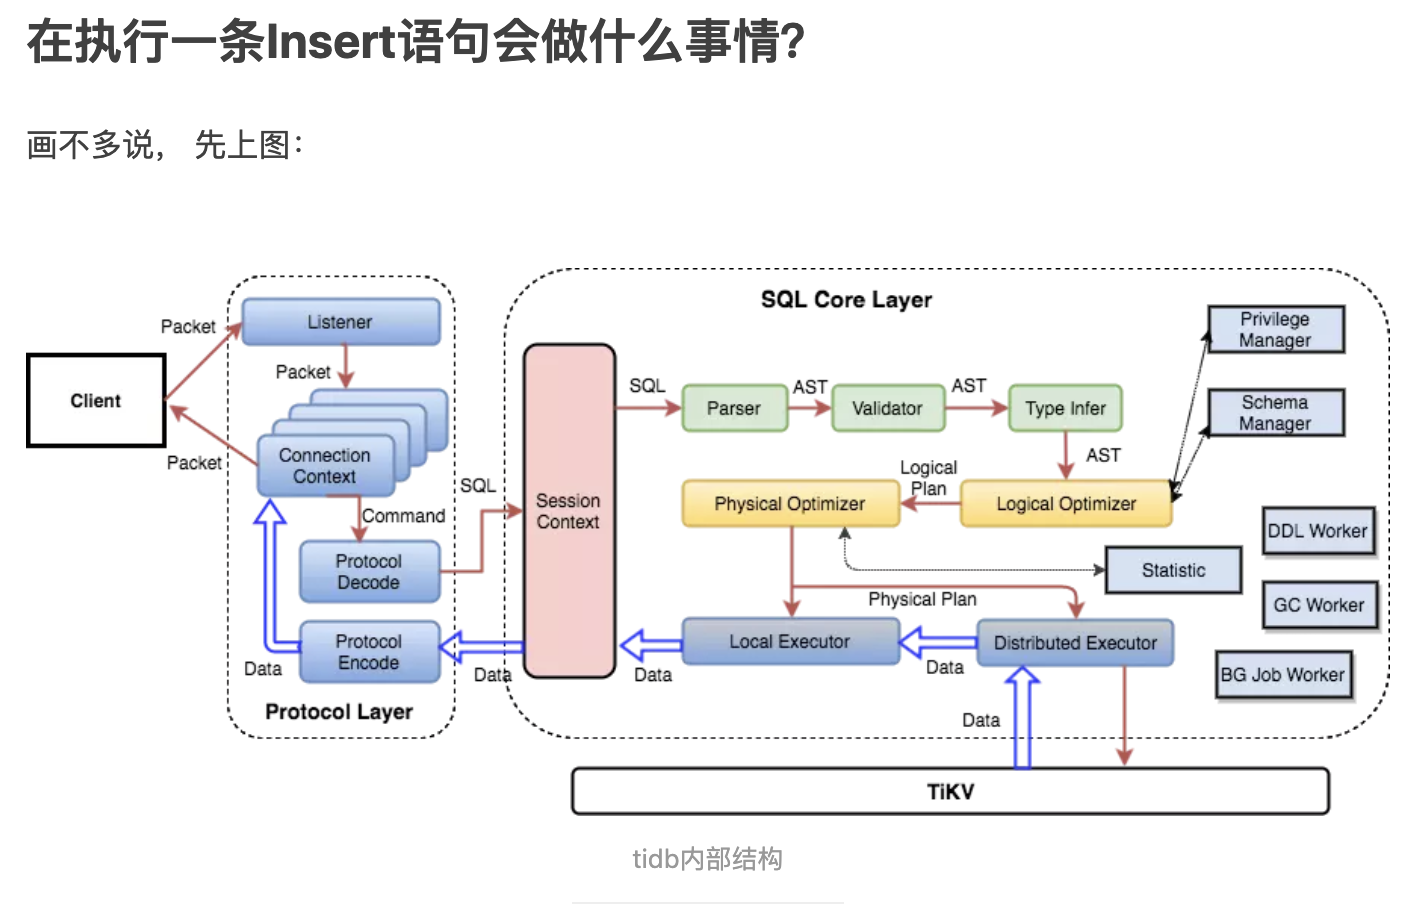 在执行一条Insert语句会做什么事情?
画不多说， 先上图：
SQL Core Layer
Privilege
Manager
Listener
Packet
Packet
Client
Schema
Manager
SQL
AST
AST
Parser
Validator
Type Infer
Connection
Context
Packet
AST
Logical
Plan
SQL
Session
Context
Physical Optimizer
Logical Optimizer
Command
DDL Worker
Protocol
Decode
Statistic
Physical Plan
GC Worker
Protocol
Encode
Local Executor
Distributed Executor
Data
Data
Data
Data
BG Job Worker
Protocol Layer
Data
TiKV
tidb内部结构